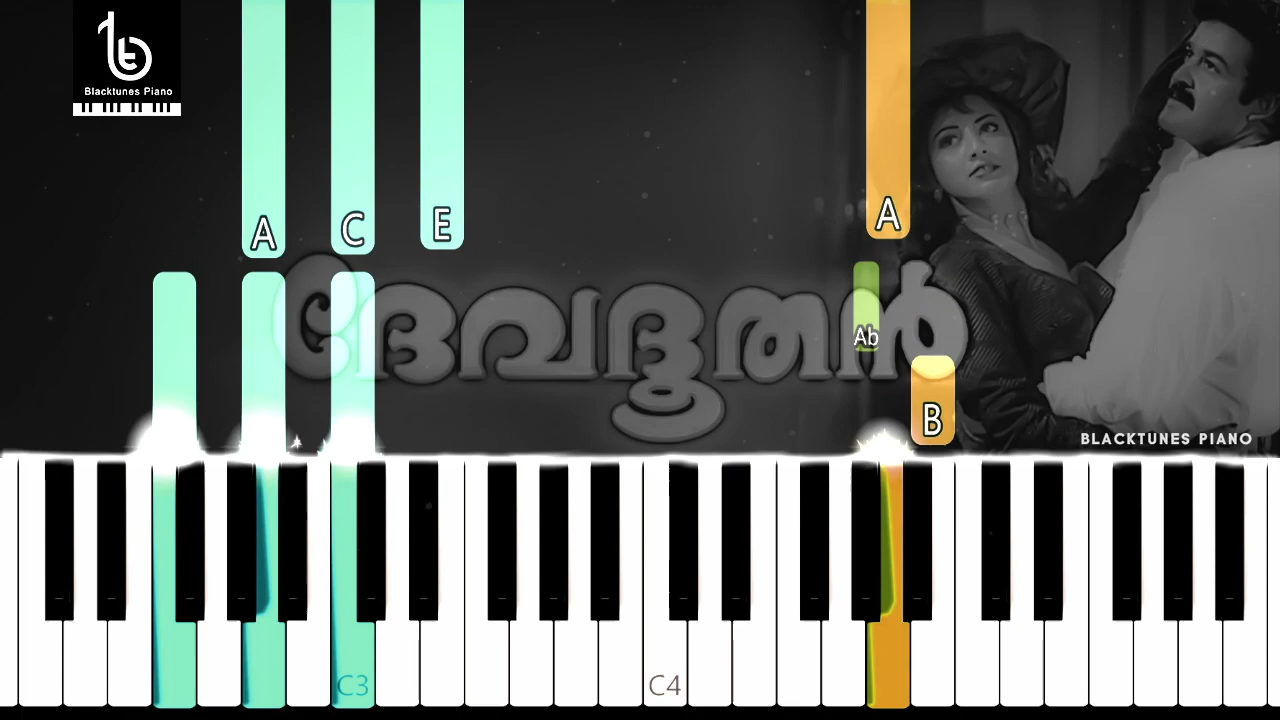 Blacktunes Piano
A
C
E
A
Ab
ദേവദൂതൻ
B
BLACKTUNES PIANO
C3
C4